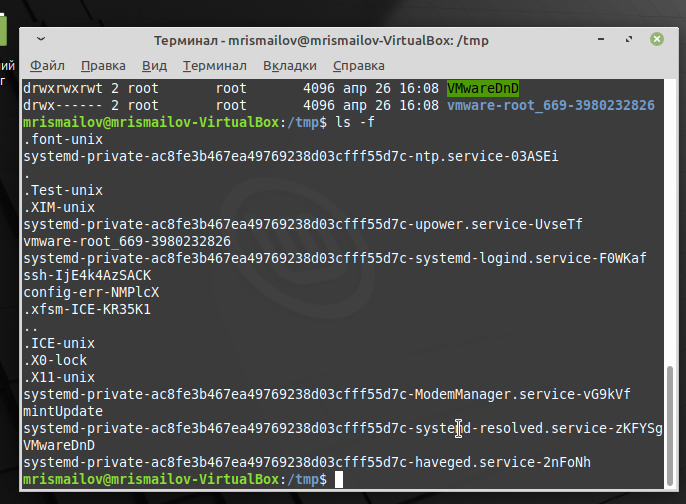 ний
г
Терминал - mrismailov@mrismailov-VirtualBox: /tmp
Файл Правка Вид Терминал Вкладки Справка
drwxrwxrwt 2 root root 4096 апр 26 16:08 VMwareDnD
drwx------ 2 root root 4096 апр 26 16:08 vmware-root_669-3980232826
mrismailov@mrismailov-VirtualBox:/tmp$ ls -f
.font-unix
systemd-private-ac8fe3b467ea49769238d03cfff55d7c-ntp.service-03ASEi
.
.Test-unix
.XIM-unix
systemd-private-ac8fe3b467ea49769238d03cfff55d7c-upower.service-UvseTf
vmware-root_669-3980232826
systemd-private-ac8fe3b467ea49769238d03cfff55d7c-systemd-logind.service-F0WKaf
ssh-IjE4k4AzSACK
config-err-NMPlcX
.xfsm-ICE-KR35K1
..
.ICE-unix
.X0-lock
.X11-unix
systemd-private-ac8fe3b467ea49769238d03cfff55d7c-ModemManager.service-vG9kVf
mintUpdate
systemd-private-ac8fe3b467ea49769238d03cfff55d7c-systemd-resolved.service-zKFYSg
VMwareDnD
systemd-private-ac8fe3b467ea49769238d03cfff55d7c-haveged.service-2nFoNh
mrismailov@mrismailov-VirtualBox:/tmp$